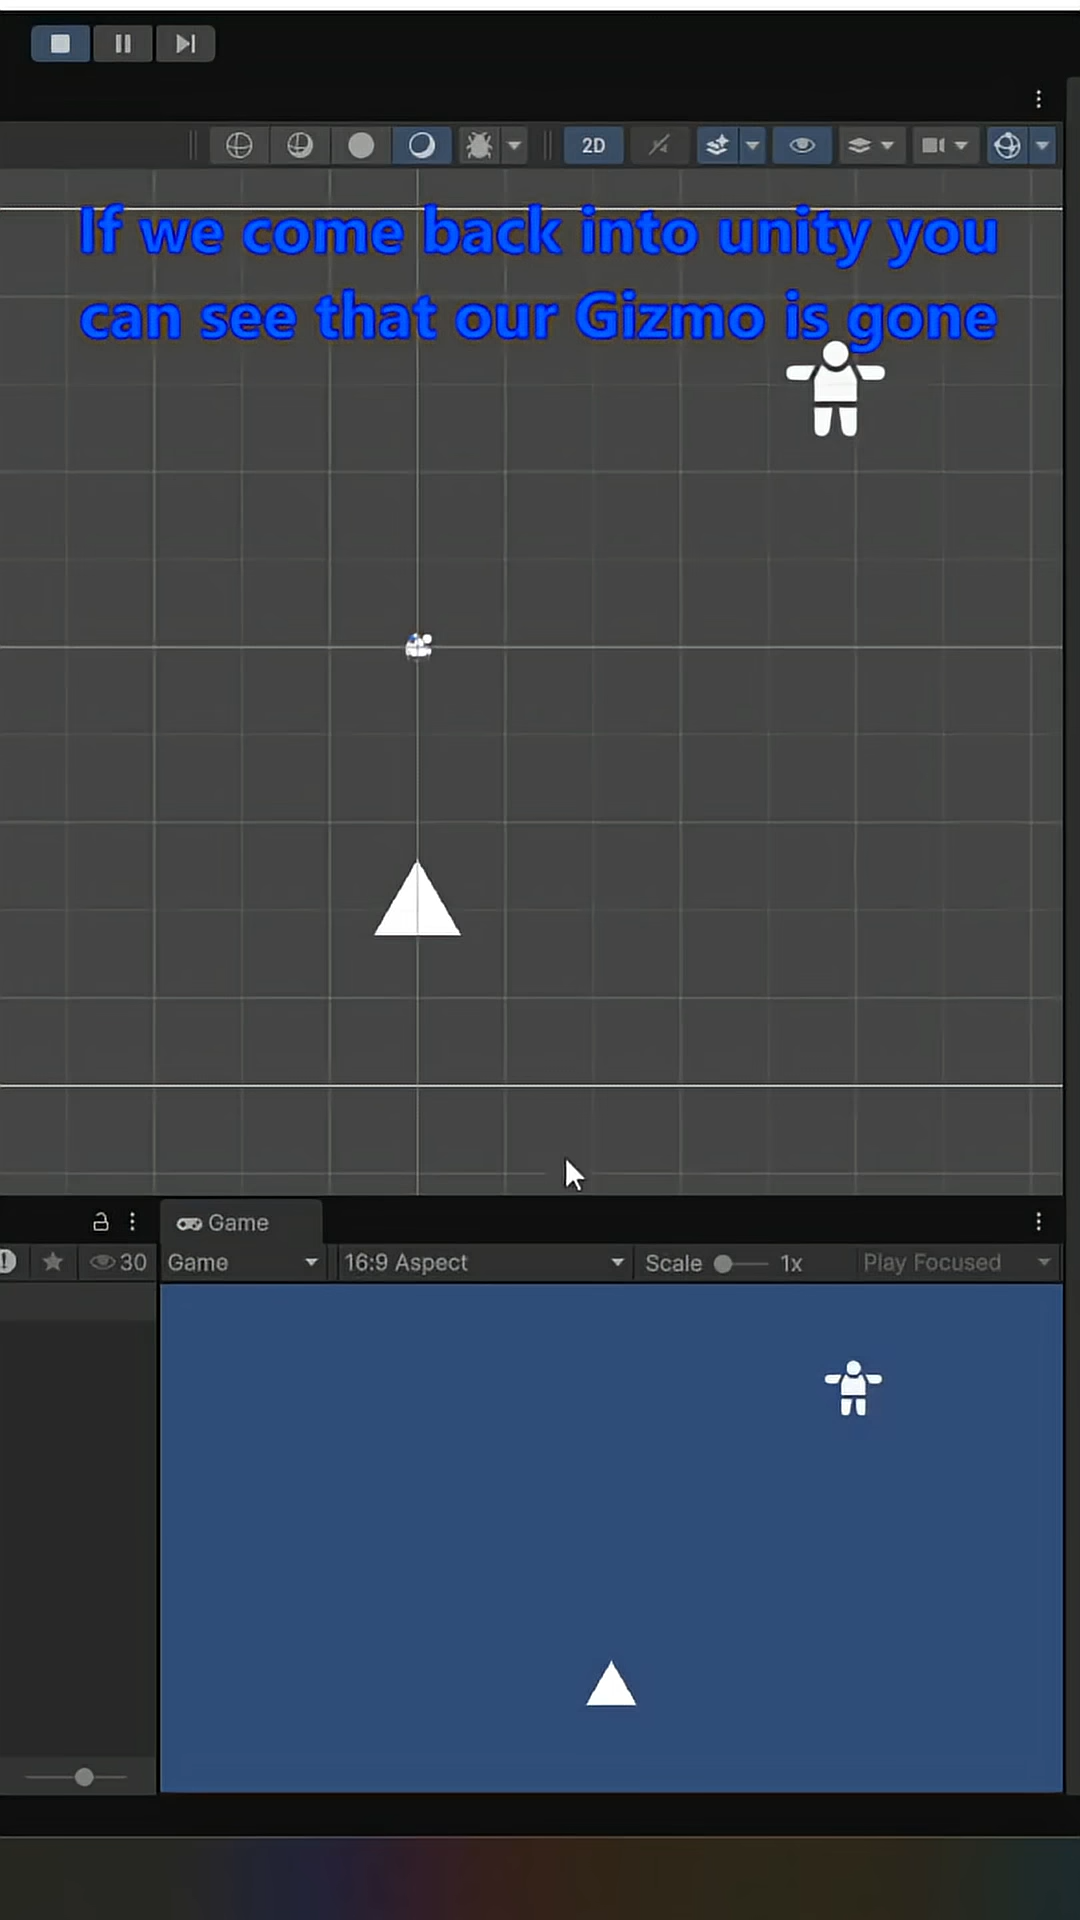 2D
If we come back into unity you
can see that our Gizmo is gone
Game
30
Game
16:9 Aspect
Scale
1x
Play Focused